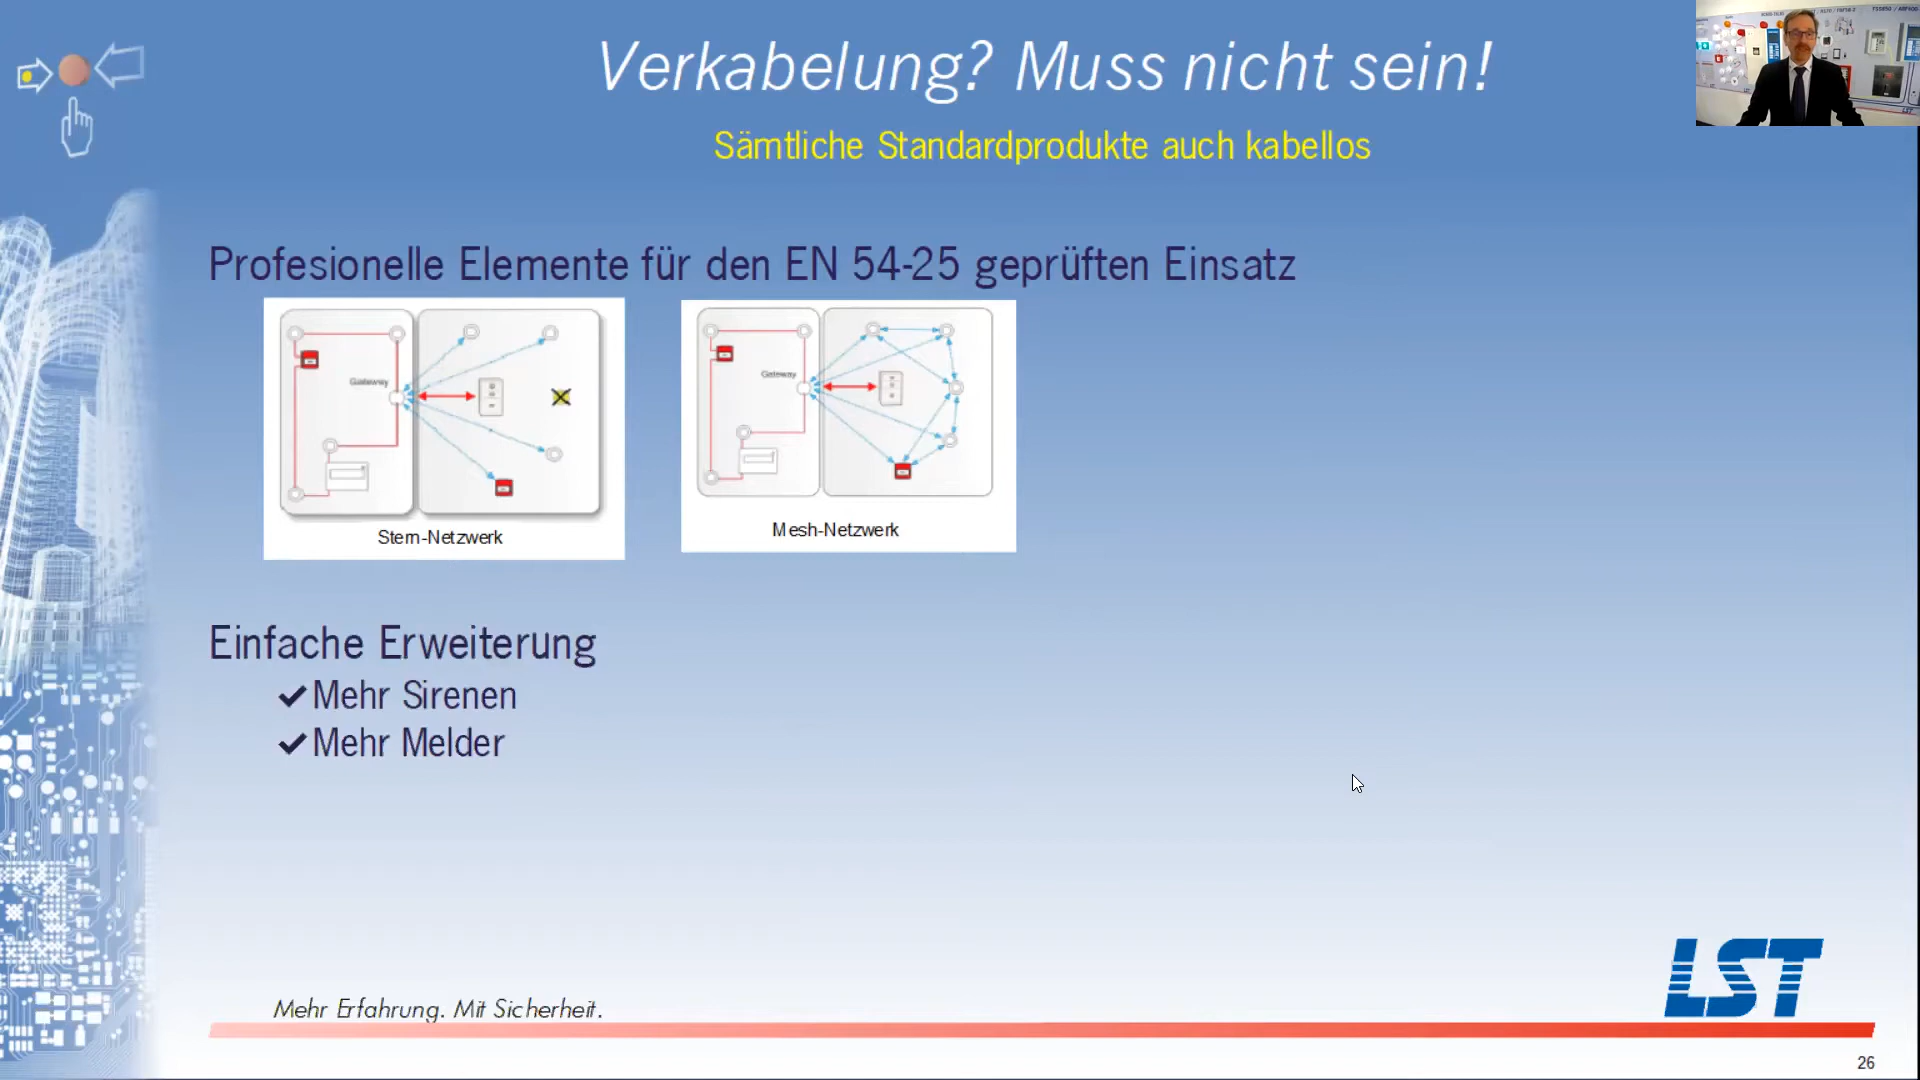 Verkabelung? Muss nicht sein!
Sämtliche Standardprodukte auch kabellos
Profesionelle Elemente für den EN 54-25 geprüften Einsatz
Gateway
Stern-Netzwerk
Gateway
Mesh-Netzwerk
Einfache Erweiterung
✔Mehr Sirenen
✔Mehr Melder
Mehr Erfahrung. Mit Sicherheit.
LST
26